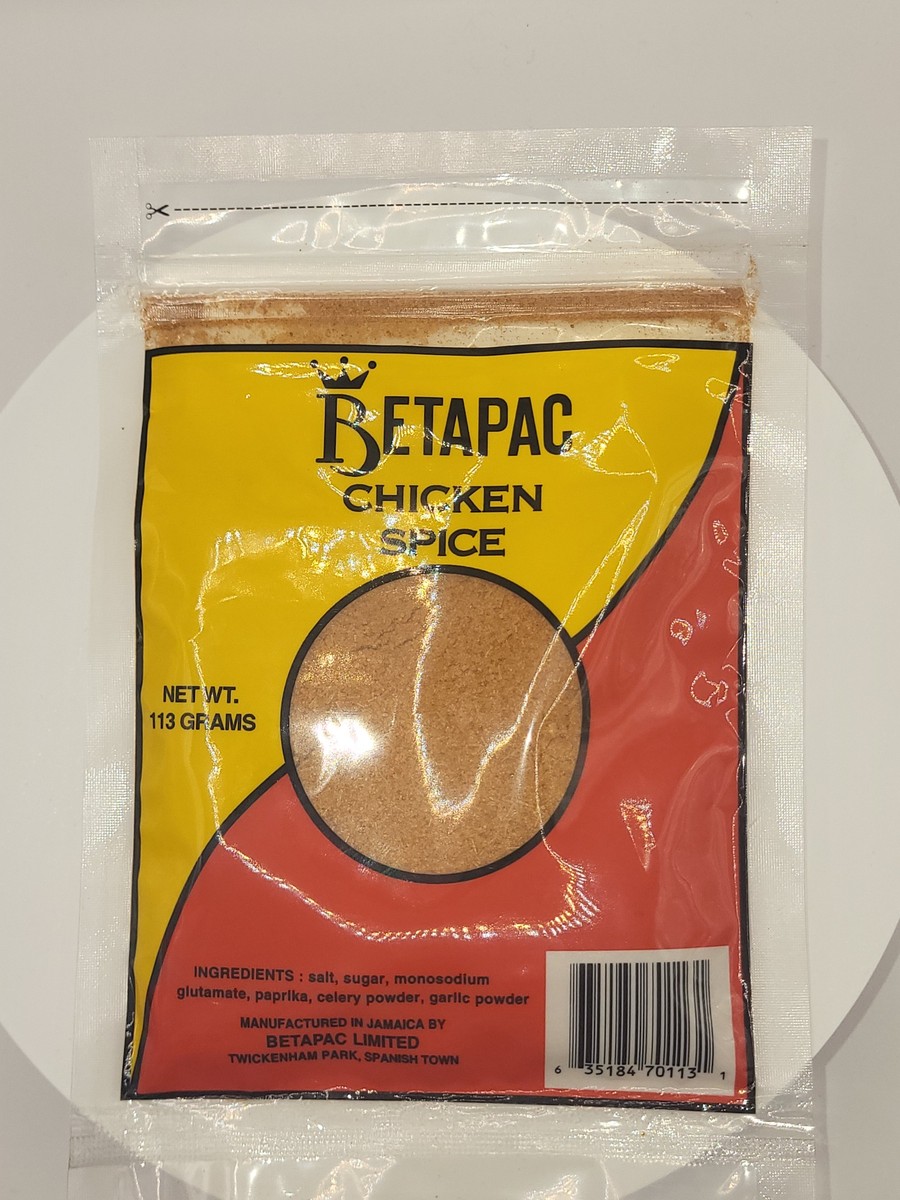 BETAPAC
CHICKEN
SPICE
NET WT.
113 GRAMS
INGREDIENTS : salt, sugar, monosodium
glutamate, paprika, celery powder, garlic powder
MANUFACTURED IN JAMAICA BY
BETAPAC LIMITED
TWICKENHAM PARK, SPANISH TOWN
6 35184 70113 1